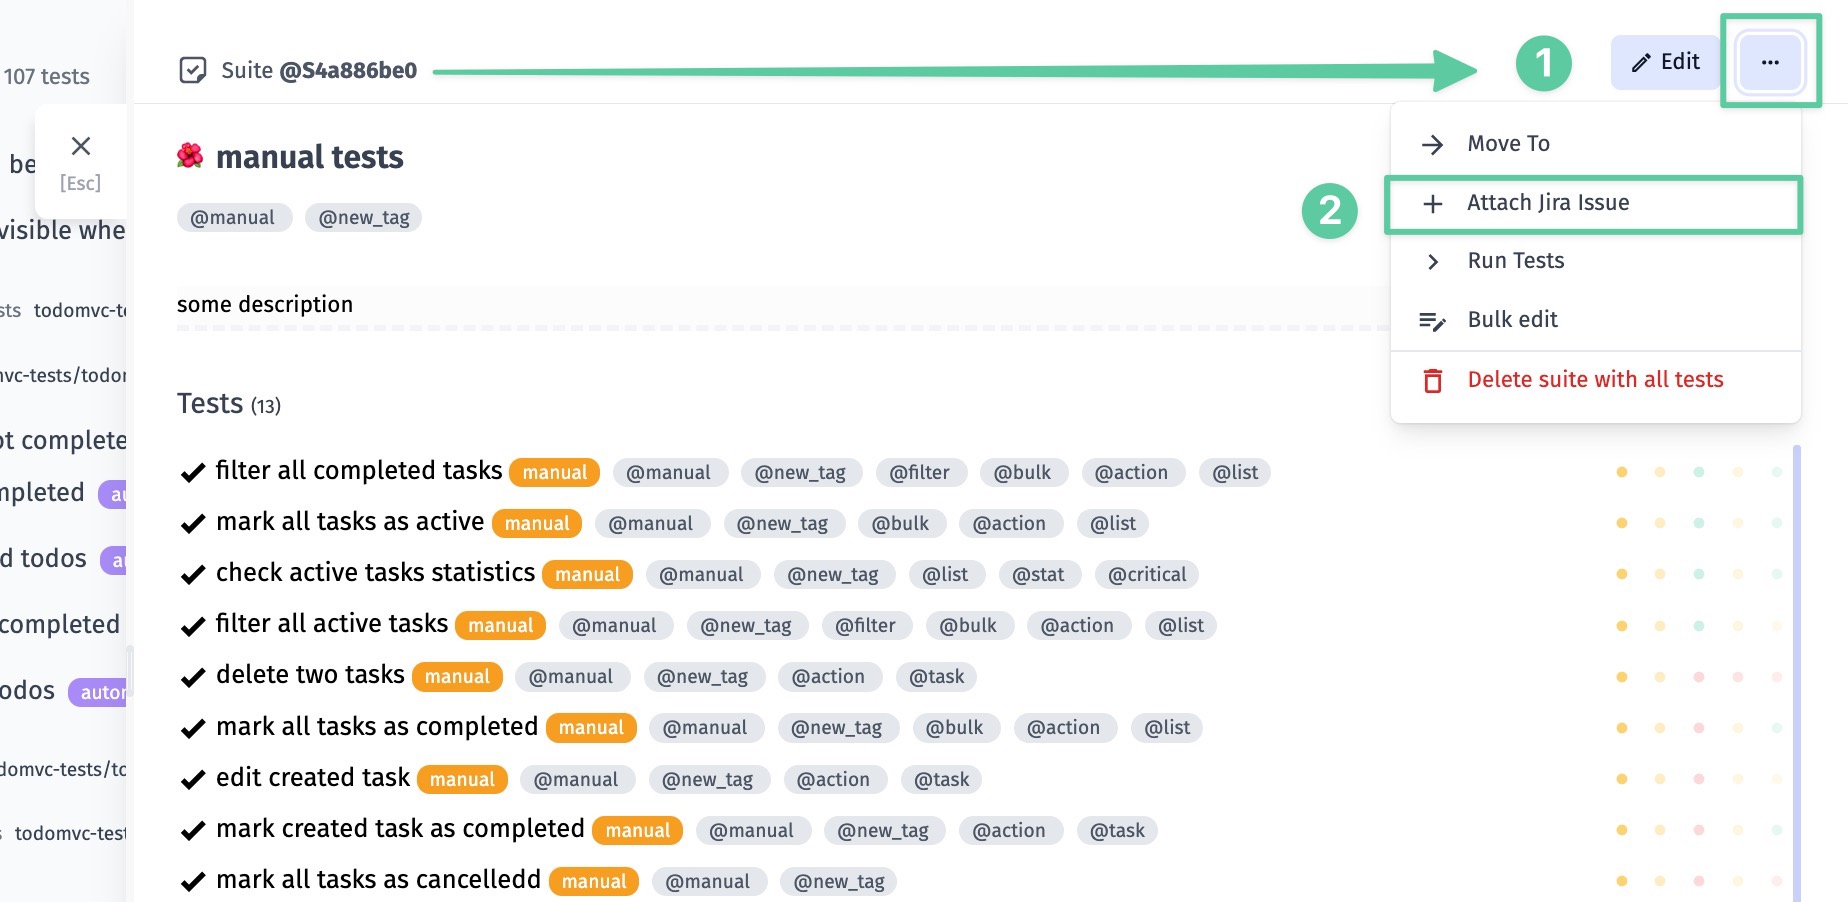 107 tests
Suite @S4a886be0
1
Edit
...
[Esc]
be
visible whe
manual tests
@manual @new_tag
Move To
2
Attach Jira Issue
Run Tests
Bulk edit
Delete suite with all tests
some description
Tests (13)
filter all completed tasks manual @manual @new_tag @filter @bulk @action @list
mark all tasks as active manual @manual @new_tag @bulk @action @list
check active tasks statistics manual @manual @new_tag @list @stat @critical
filter all active tasks manual @manual @new_tag @filter @bulk @action @list
delete two tasks manual @manual @new_tag @action @task
mark all tasks as completed manual @manual @new_tag @bulk @action @list
edit created task manual @manual @new_tag @action @task
mark created task as completed manual @manual @new_tag @action @task
mark all tasks as cancelledd manual @manual @new_tag
sts todomvc-te
vc-tests/todor
ot complete
mpleted au
d todos au
completed
odos autor
domvc-tests/to
s todomvc-test